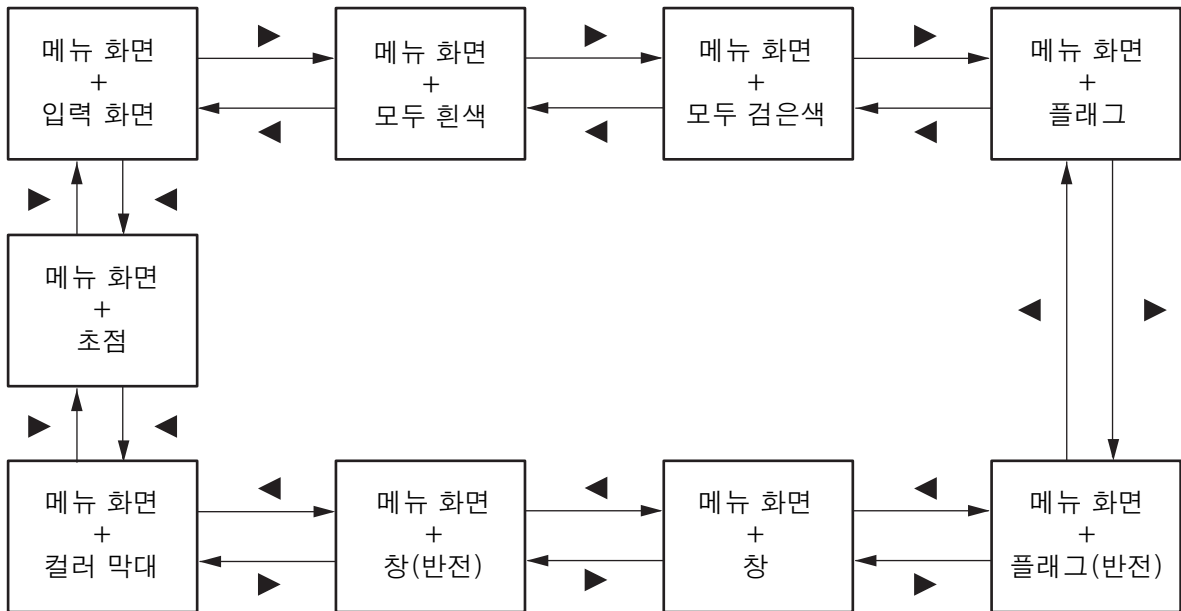 메뉴 화면
+
입력 화면
메뉴 화면
+
모두 흰색
메뉴 화면
+
모두 검은색
메뉴 화면
+
플래그
메뉴 화면
+
초점
메뉴 화면
+
컬러 막대
메뉴 화면
+
창(반전)
메뉴 화면
+
창
메뉴 화면
+
플래그(반전)